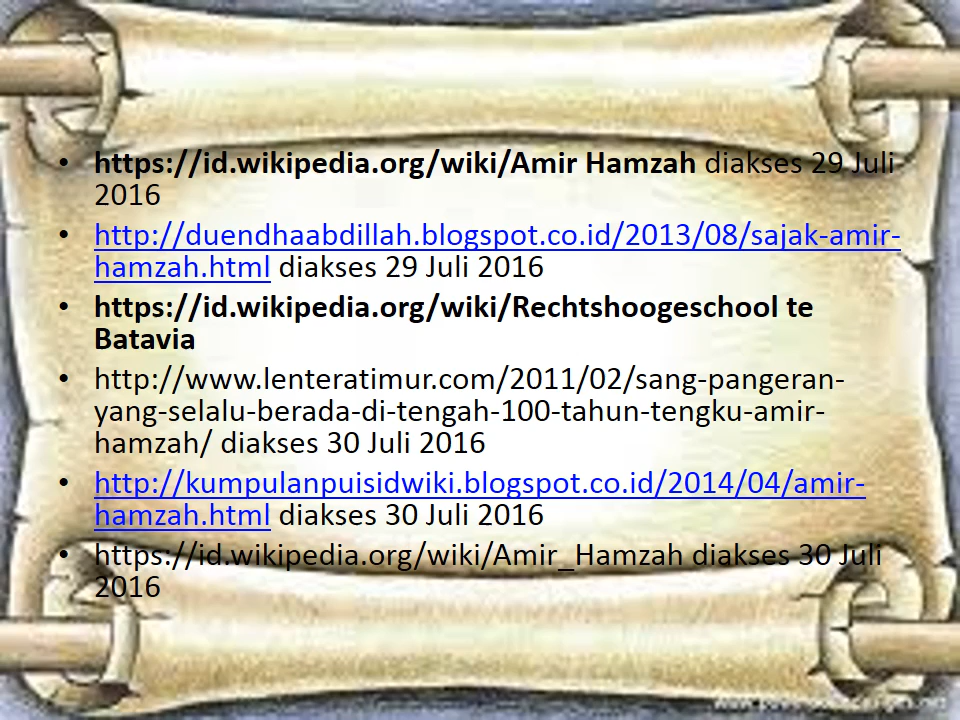 • https://id.wikipedia.org/wiki/Amir Hamzah diakses 29 Juli
2016
• http://duendhaabdillah.blogspot.co.id/2013/08/sajak-amir-
hamzah.html diakses 29 Juli 2016
• https://id.wikipedia.org/wiki/Rechtshoogeschool te
Batavia
• http://www.lenteratimur.com/2011/02/sang-pangeran-
yang-selalu-berada-di-tengah-100-tahun-tengku-amir-
hamzah/ diakses 30 Juli 2016
• http://kumpulanpuisidwiki.blogspot.co.id/2014/04/amir-
hamzah.html diakses 30 Juli 2016
• https://id.wikipedia.org/wiki/Amir_Hamzah diakses 30 Juli
2016